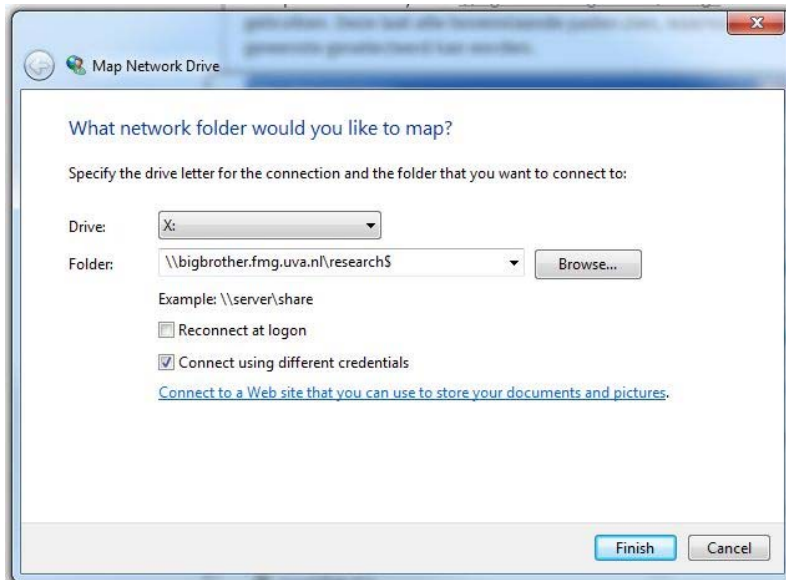 Map Network Drive
What network folder would you like to map?
Specify the drive letter for the connection and the folder that you want to connect to:
Drive: X:
Folder: \\bigbrother.fmg.uva.nl\research$ Browse...
Example: \\server\share
Reconnect at logon
Connect using different credentials
Connect to a Web site that you can use to store your documents and pictures.
Finish Cancel